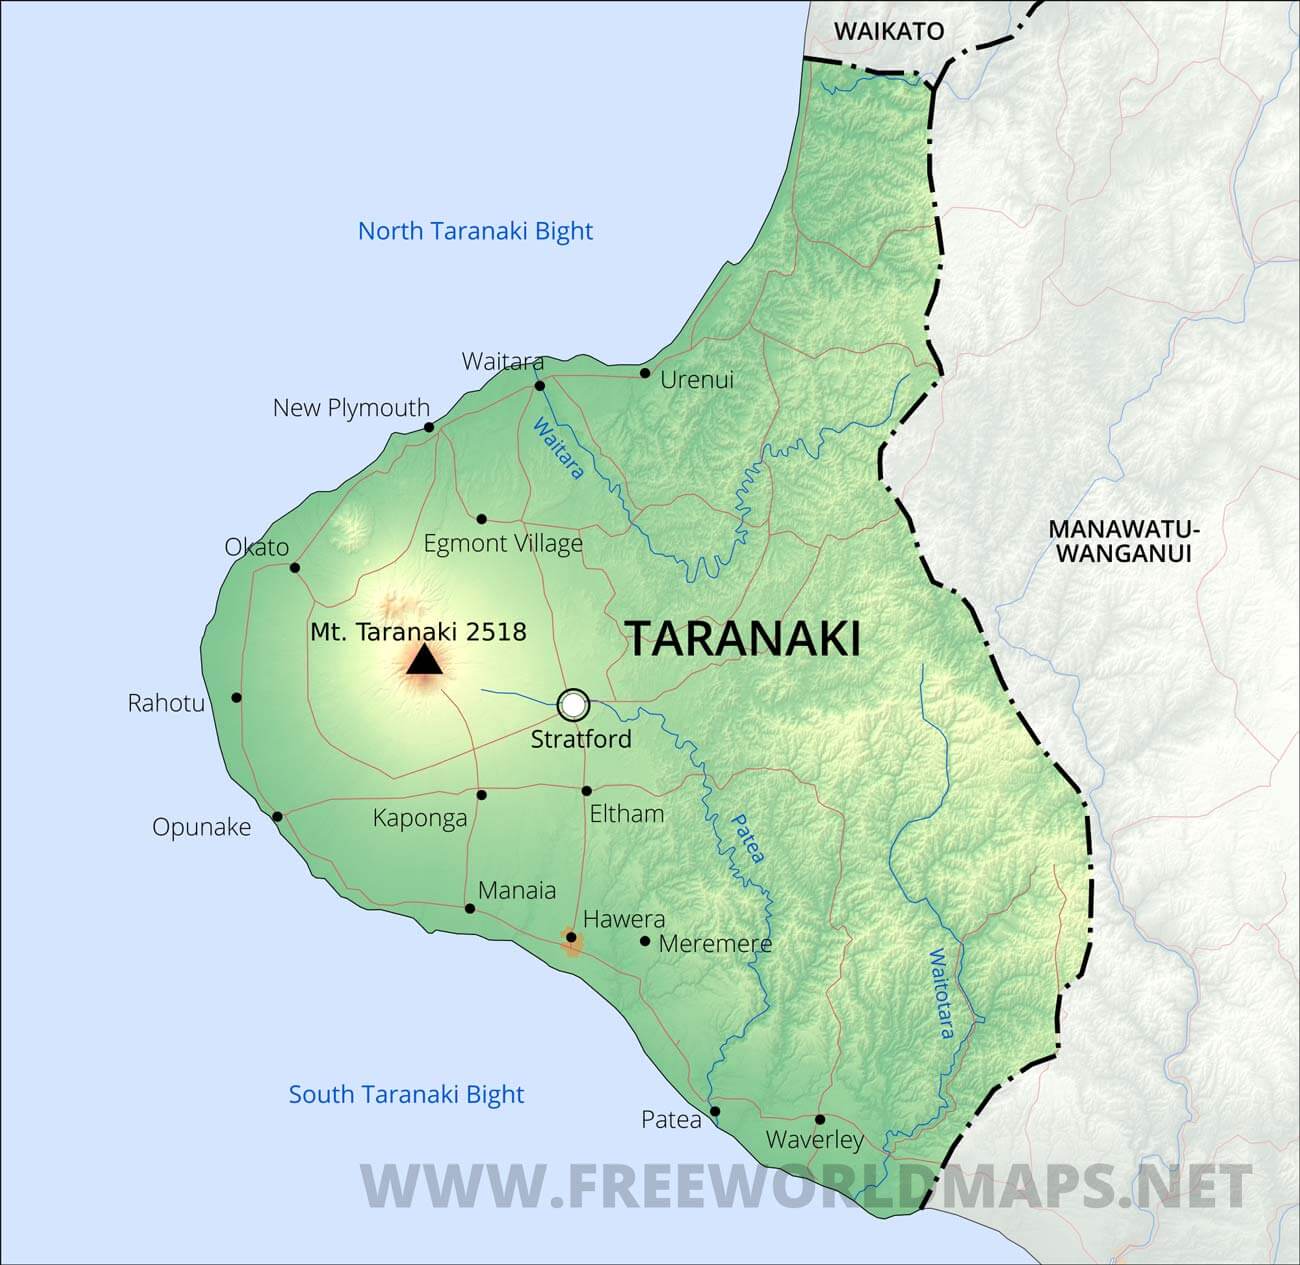 WAIKATO
North Taranaki Bight
Waitara
Urenui
New Plymouth
Waitara
Okato
Egmont Village
MANAWATU-
WANGANUI
Mt. Taranaki 2518
TARANAKI
Rahotu
Stratford
Opunake
Kaponga
Eltham
Patea
Manaia
Hawera
Meremere
Waitotara
South Taranaki Bight
Patea
Waverley
WWW.FREEWORLDMAPS.NET